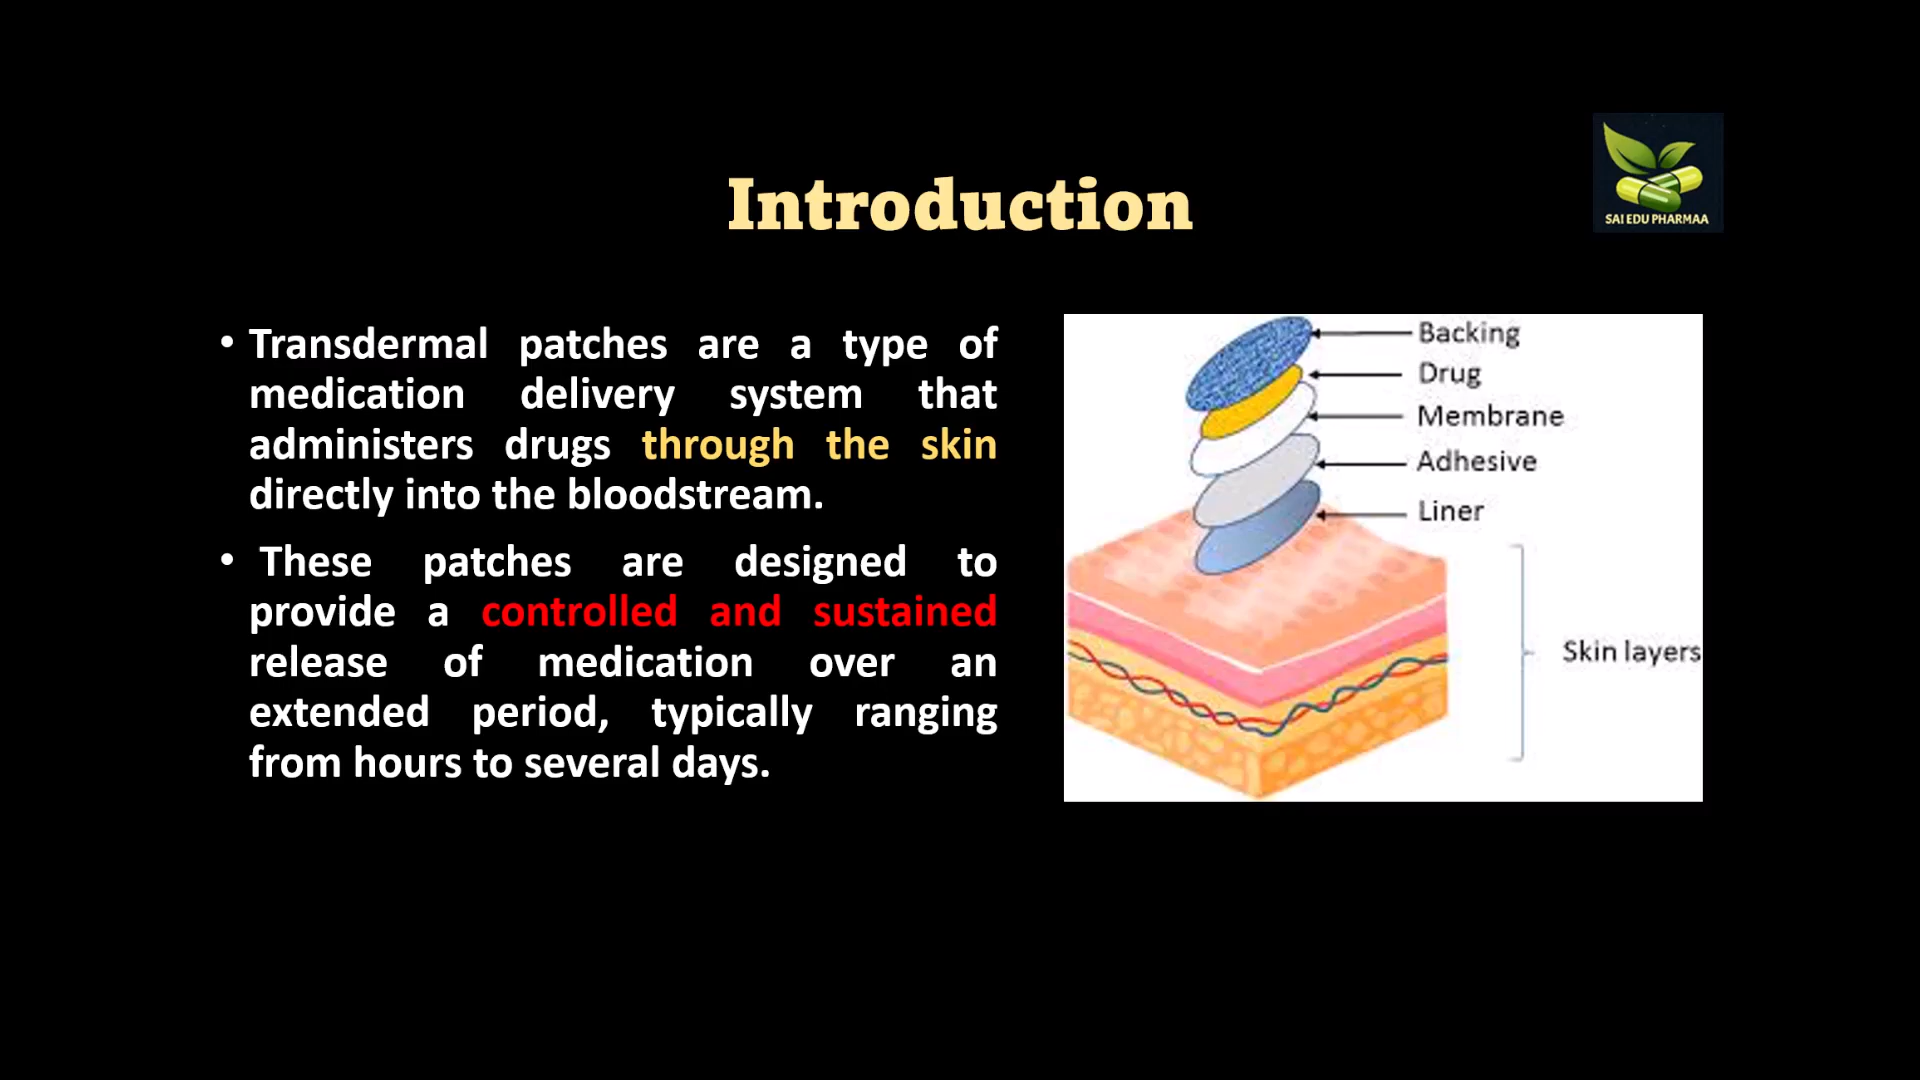 Introduction
SAI EDU PHARMAA
• Transdermal patches are a type of
medication delivery system that
administers drugs through the skin
directly into the bloodstream.
• These patches are designed to
provide a controlled and sustained
release of medication over an
extended period, typically ranging
from hours to several days.
Backing
Drug
Membrane
Adhesive
Liner
Skin layers